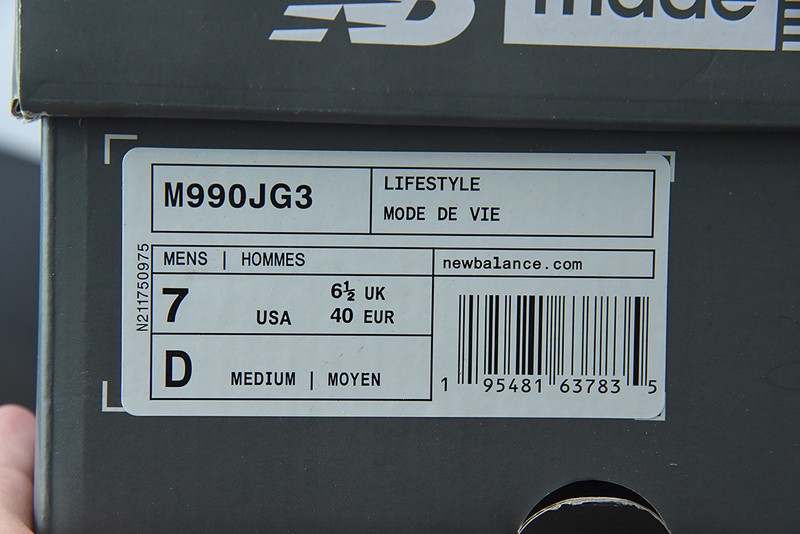 NB made
M990JG3
LIFESTYLE
MODE DE VIE
N211750975
MENS | HOMMES
newbalance.com
7 USA
6½ UK
40 EUR
D MEDIUM | MOYEN
1 95481 63783 5